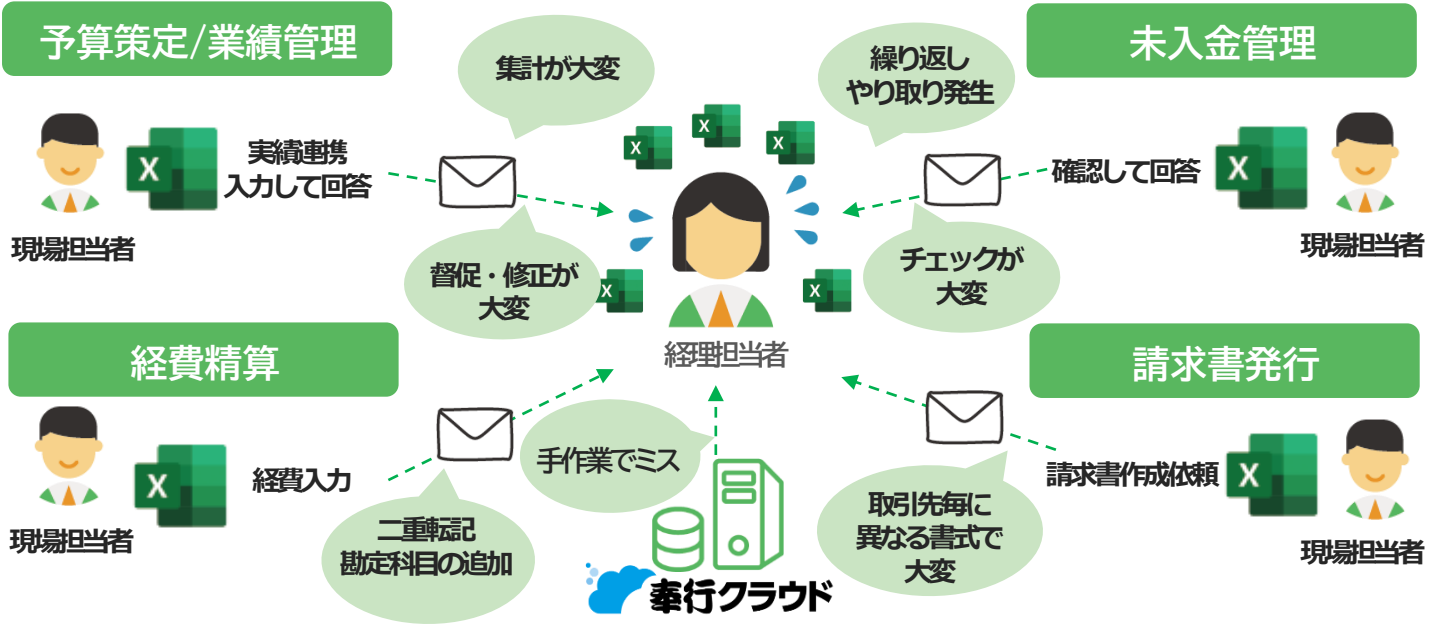 予算策定/業績管理
集計が大変
実績連携
入力して回答
現場担当者
督促・修正が
大変
未入金管理
繰り返し
やり取り発生
確認して回答
現場担当者
チェックが
大変
経理担当者
経費精算
経費入力
現場担当者
二重転記
勘定科目の追加
手作業でミス
奉行クラウド
請求書発行
請求書作成依頼
現場担当者
取引先毎に
異なる書式で
大変
X
X
X
X
X
X
X
X
X